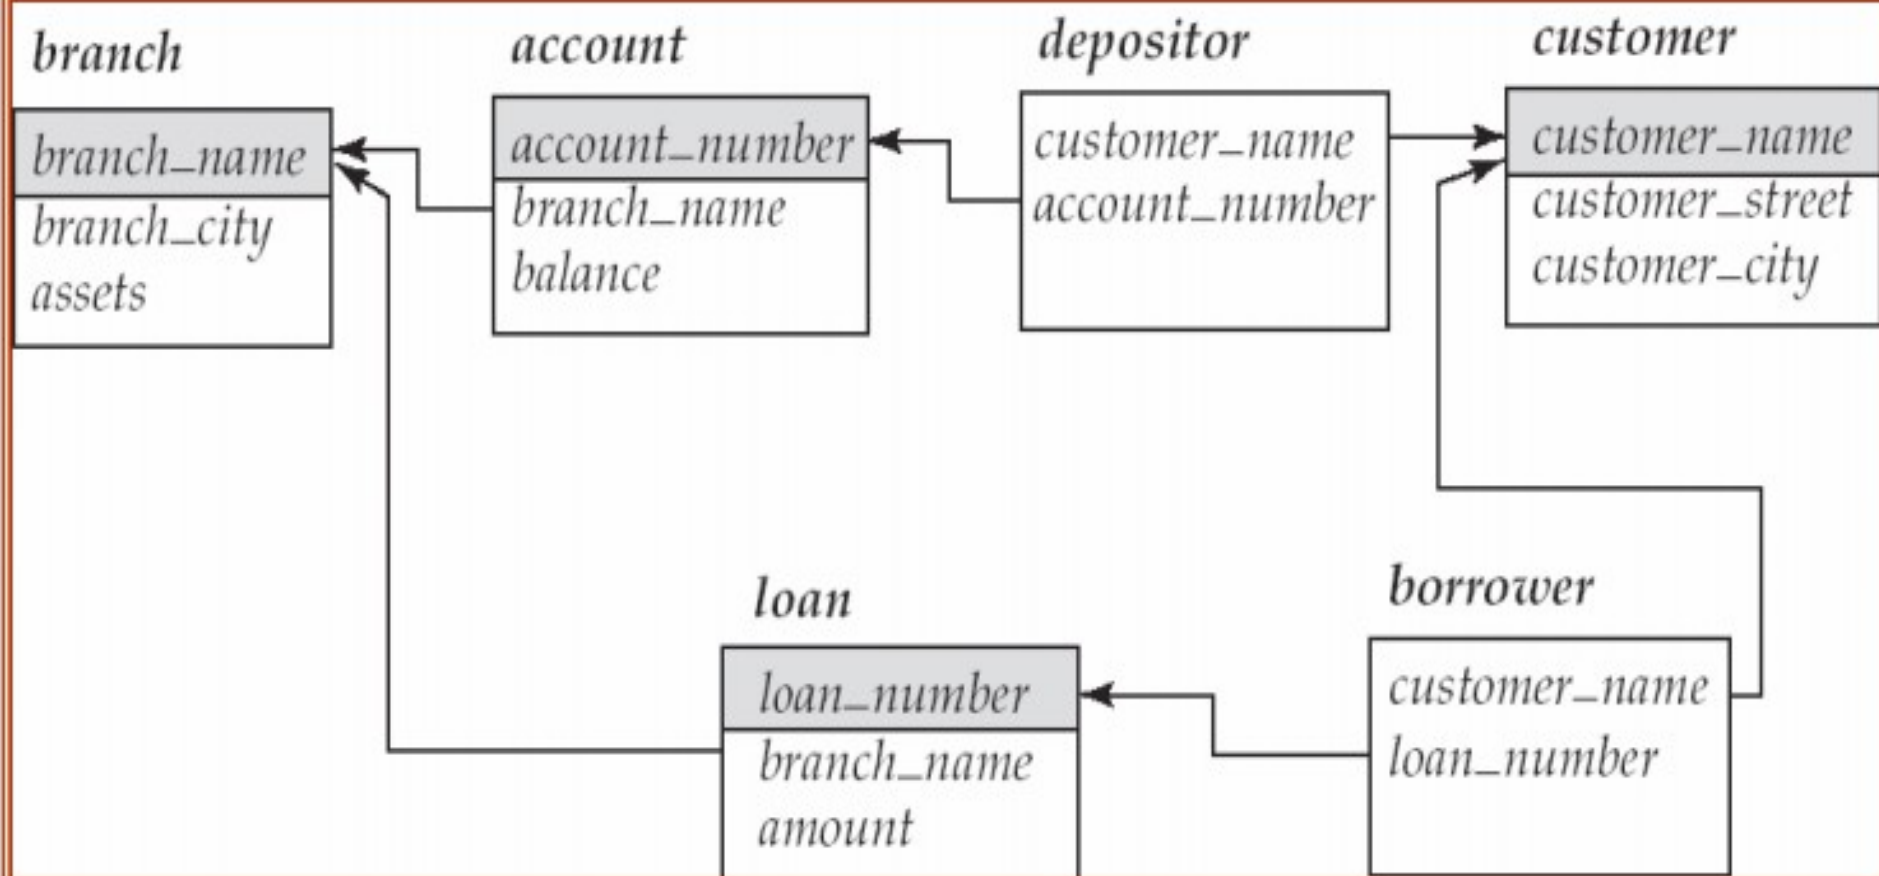 branch
branch_name
branch_city
assets
account
account_number
branch_name
balance
depositor
customer_name
account_number
customer
customer_name
customer_street
customer_city
loan
loan_number
branch_name
amount
borrower
customer_name
loan_number